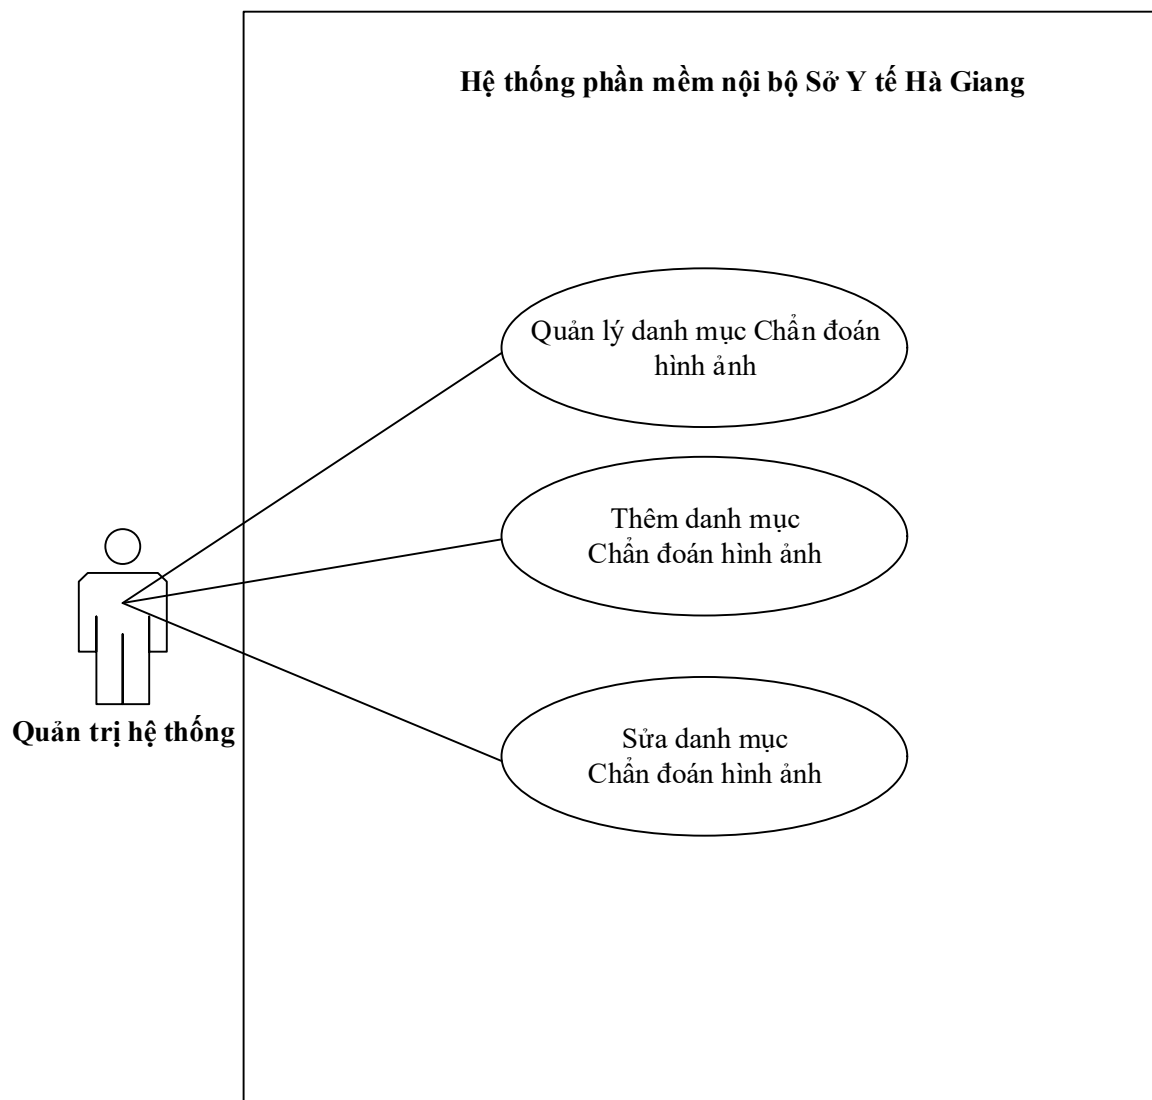 Hệ thống phần mềm nội bộ Sở Y tế Hà Giang
Quản lý danh mục Chẩn đoán
hình ảnh
Thêm danh mục
Chẩn đoán hình ảnh
Quản trị hệ thống
Sửa danh mục
Chẩn đoán hình ảnh